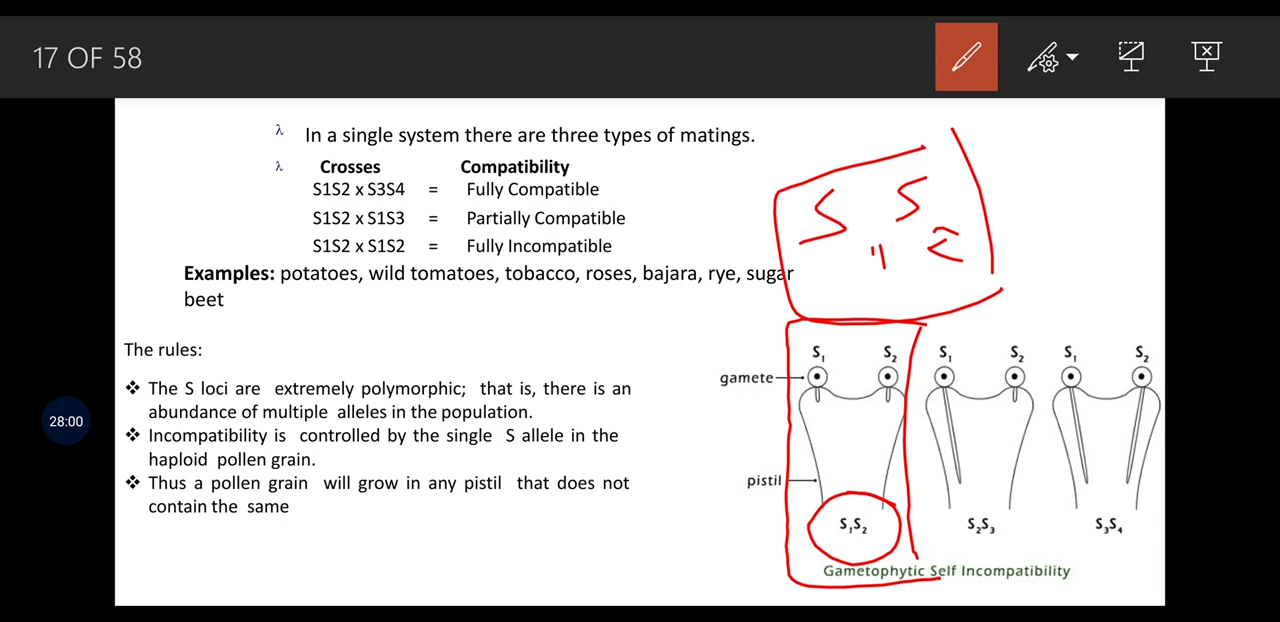 17 OF 58
λ In a single system there are three types of matings.
λ Crosses Compatibility
S1S2 x S3S4 = Fully Compatible
S1S2 x S1S3 = Partially Compatible
S1S2 x S1S2 = Fully Incompatible
Examples: potatoes, wild tomatoes, tobacco, roses, bajara, rye, sugar
beet
The rules:
❖ The S loci are extremely polymorphic; that is, there is an
abundance of multiple alleles in the population.
❖ Incompatibility is controlled by the single S allele in the
haploid pollen grain.
❖ Thus a pollen grain will grow in any pistil that does not
contain the same
28:00
S S
S₁ S₂ S₁ S₂ S₁ S₂
gamete
pistil
S₁S₂ S₂S₃ S₃S₄
Gametophytic Self Incompatibility